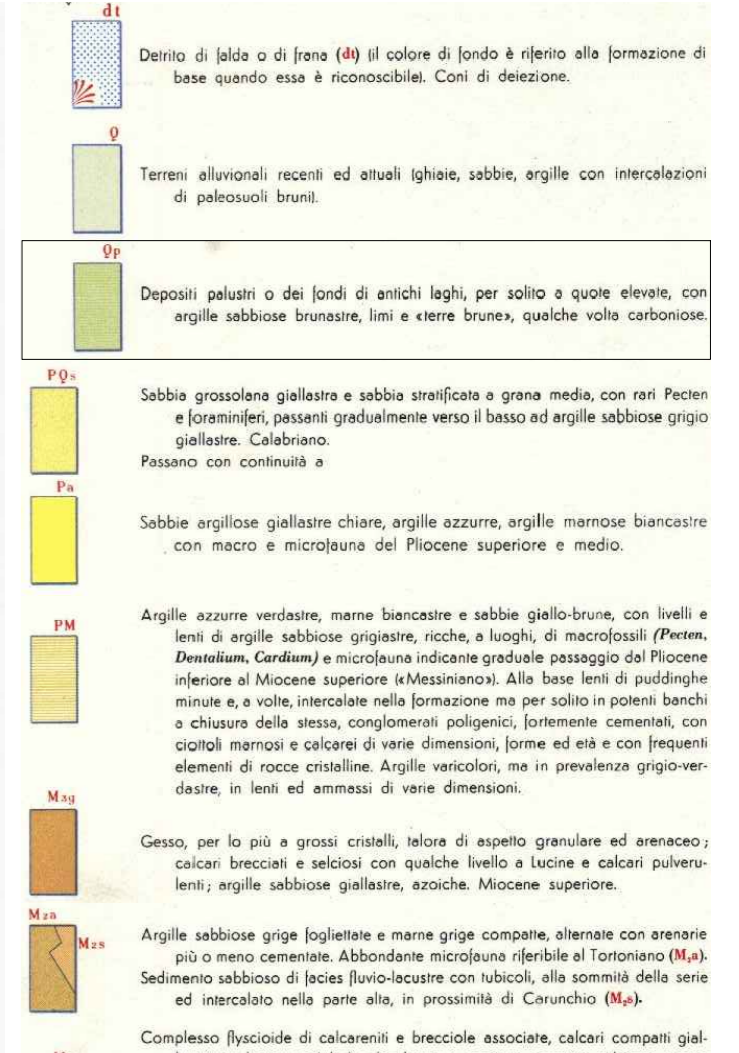 dt
Detrito di falda o di frana (dt) (il colore di fondo è riferito alla formazione di
base quando essa è riconoscibile). Coni di deiezione.
Q
Terreni alluvionali recenti ed attuali (ghiaie, sabbie, argille con intercalazioni
di paleosuoli bruni).
Qp
Depositi palustri o dei fondi di antichi laghi, per solito a quote elevate, con
argille sabbiose brunastre, limi e «terre brune», qualche volta carboniose.
PQs
Sabbia grossolana giallastra e sabbia stratificata a grana media, con rari Pecten
e foraminiferi, passanti gradualmente verso il basso ad argille sabbiose grigio
giallastre. Calabriano.
Passano con continuità a
Pa
Sabbie argillose giallastre chiare, argille azzurre, argille marnose biancastre
con macro e microfauna del Pliocene superiore e medio.
PM
Argille azzurre verdastre, marne biancastre e sabbie giallo-brune, con livelli e
lenti di argille sabbiose grigiastre, ricche, a luoghi, di macrofossili (Pecten,
Dentalium, Cardium) e microfauna indicante graduale passaggio dal Pliocene
inferiore al Miocene superiore («Messiniano»). Alla base lenti di puddinghe
minute e, a volte, intercalate nella formazione ma per solito in potenti banchi
a chiusura della stessa, conglomerati poligenici, fortemente cementati, con
ciottoli marnosi e calcarei di varie dimensioni, forme ed età e con frequenti
elementi di rocce cristalline. Argille varicolori, ma in prevalenza grigio-ver-
dastre, in lenti ed ammassi di varie dimensioni.
M3g
Gesso, per lo più a grossi cristalli, talora di aspetto granulare ed arenaceo;
calcari brecciati e selciosi con qualche livello a Lucine e calcari pulveru-
lenti; argille sabbiose giallastre, azoiche. Miocene superiore.
M2a
M2s
Argille sabbiose grige fogliettate e marne grige compatte, alternate con arenarie
più o meno cementate. Abbondante microfauna riferibile al Tortoniano (M2a).
Sedimento sabbioso di facies fluvio-lacustre con tubicoli, alla sommità della serie
ed intercalato nella parte alta, in prossimità di Carunchio (M2s).
Complesso flyscioide di calcareniti e brecciole associate, calcari compatti gial-